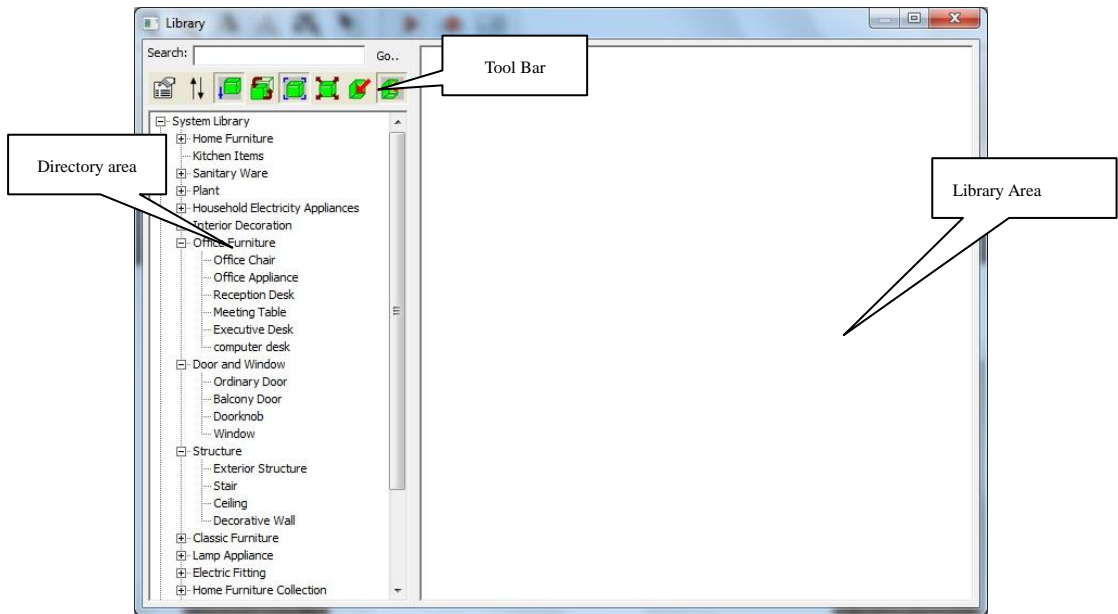 Library
Search:
Go..
Tool Bar
System Library
Home Furniture
Kitchen Items
Directory area
Sanitary Ware
Plant
Library Area
Household Electricity Appliances
Interior Decoration
Office Furniture
Office Chair
Office Appliance
Reception Desk
Meeting Table
Executive Desk
computer desk
Door and Window
Ordinary Door
Balcony Door
Doorknob
Window
Structure
Exterior Structure
Stair
Ceiling
Decorative Wall
Classic Furniture
Lamp Appliance
Electric Fitting
Home Furniture Collection